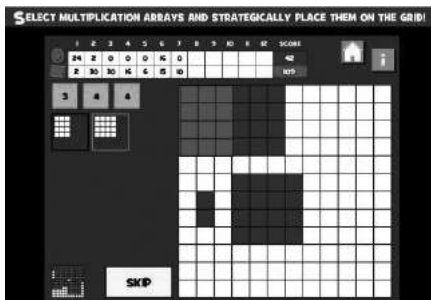 SELECT MULTIPLICATION ARRAYS AND STRATEGICALLY PLACE THEM ON THE GRID!
1 2 3 4 5 6 7 8 9 10 11 12 SCORE
24 2 0 0 0 16 0 42
2 30 30 16 6 15 10 109
i
3 4 4
SKIP